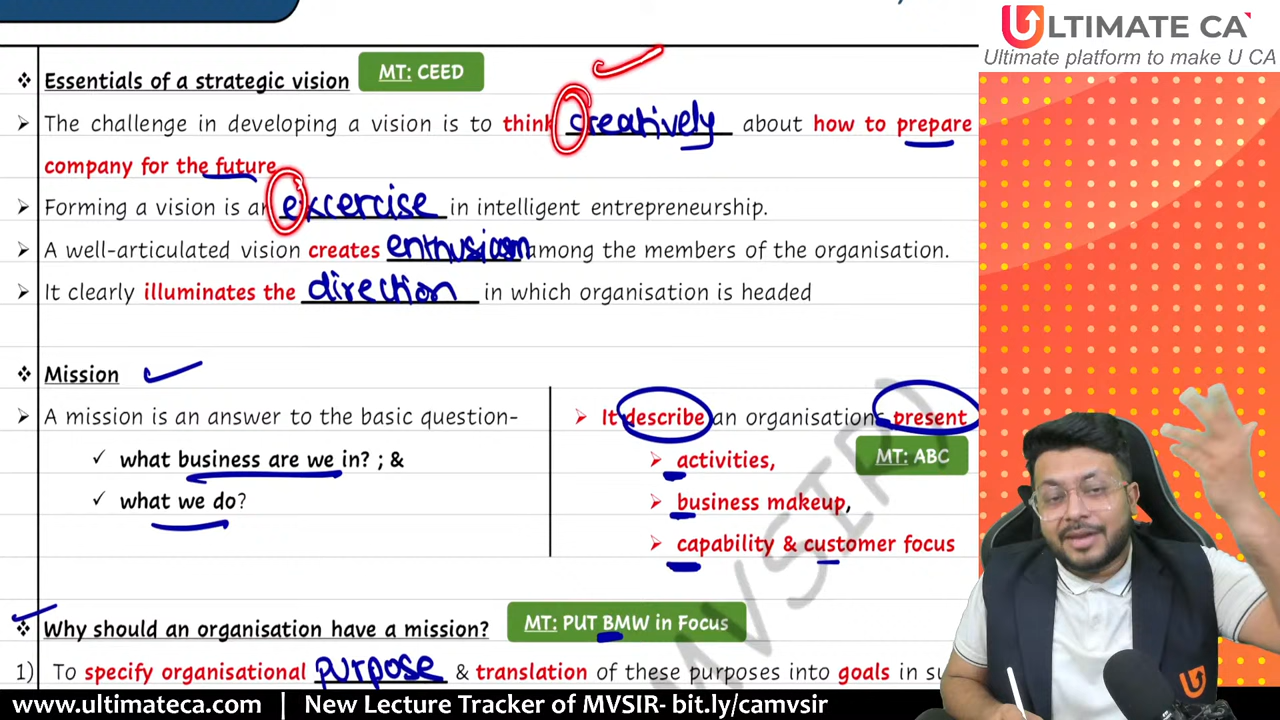 ULTIMATE CA
Ultimate platform to make U CA
❖ Essentials of a strategic vision MT: CEED
➤ The challenge in developing a vision is to think creatively about how to prepare
company for the future
➤ Forming a vision is an excercise in intelligent entrepreneurship.
➤ A well-articulated vision creates enthusiasm among the members of the organisation.
➤ It clearly illuminates the direction in which organisation is headed
❖ Mission
➤ A mission is an answer to the basic question-
✓ what business are we in? ; &
✓ what we do?
➤ It describe an organisations present
MT: ABC
➤ activities,
➤ business makeup,
➤ capability & customer focus
MVSIR
❖ Why should an organisation have a mission? MT: PUT BMW in Focus
1) To specify organisational purpose & translation of these purposes into goals in
www.ultimateca.com | New Lecture Tracker of MVSIR- bit.ly/camvsir